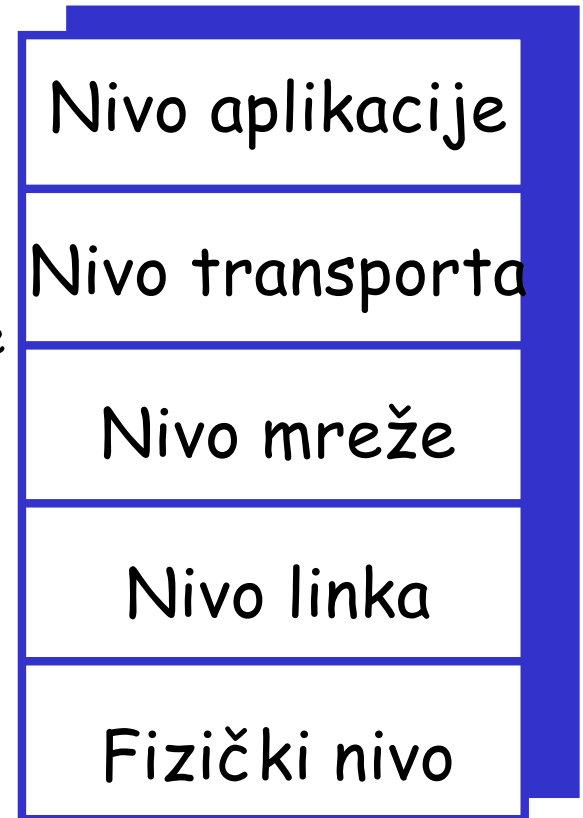 Nivo aplikacije
Nivo transporta
Nivo mreže
Nivo linka
Fizički nivo